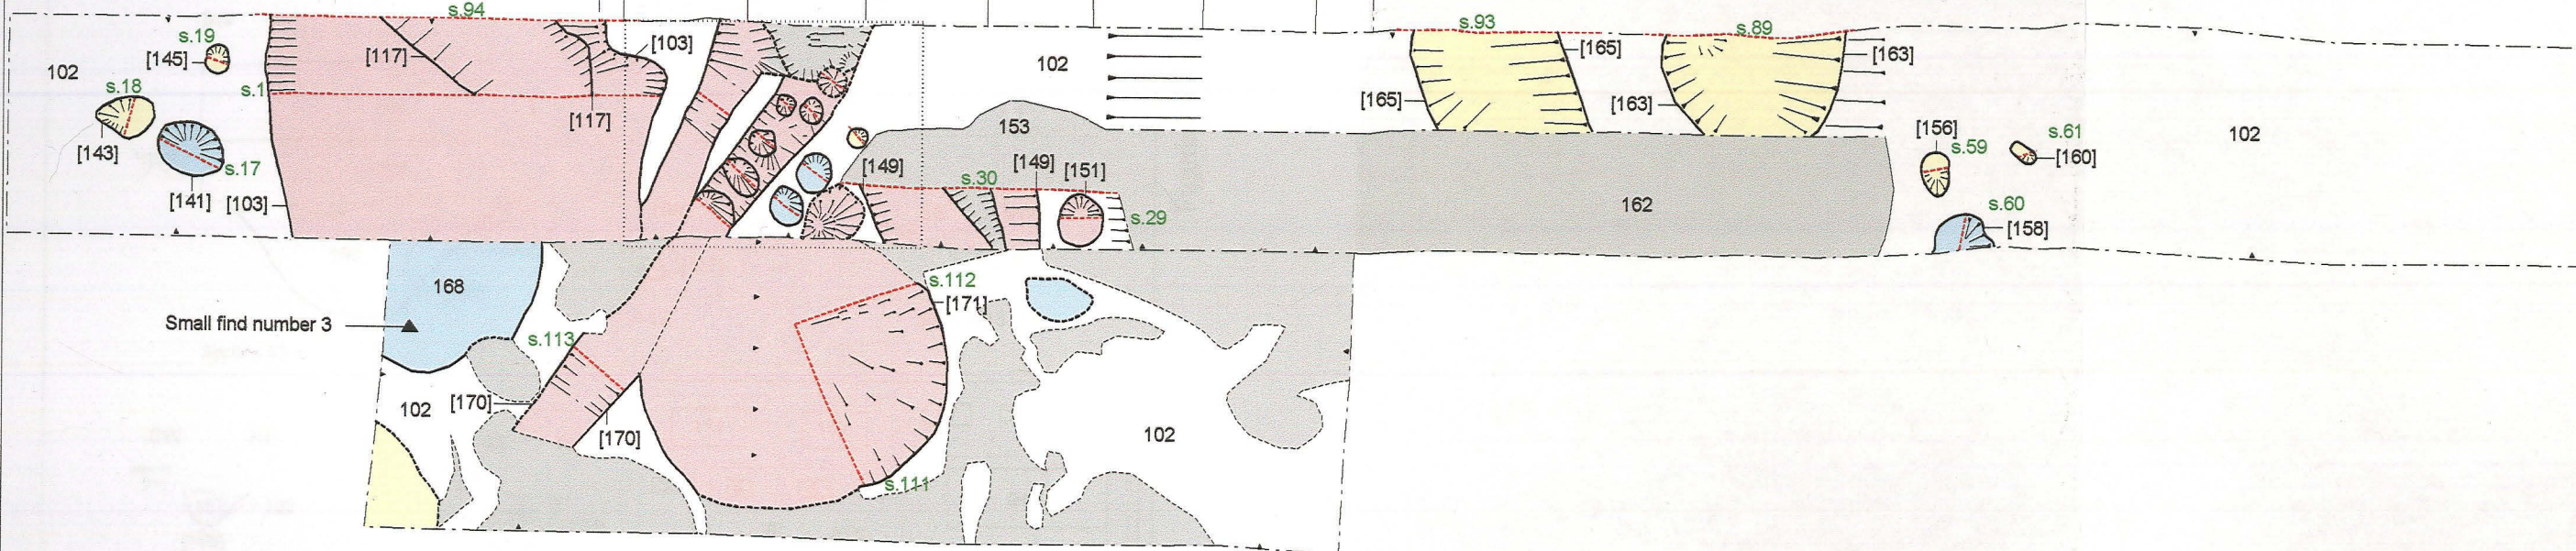 s.94
s.93
s.89
s.19
[145]
[117]
[103]
102
102
[165]
[163]
s.18
s.1
[165]
[163]
[117]
153
[156]
s.59
s.61
[160]
102
[143]
s.17
[149]
[149]
[151]
s.30
[141]
[103]
s.29
162
s.60
[158]
168
s.112
[171]
Small find number 3
s.113
102
[170]
[170]
102
s.111